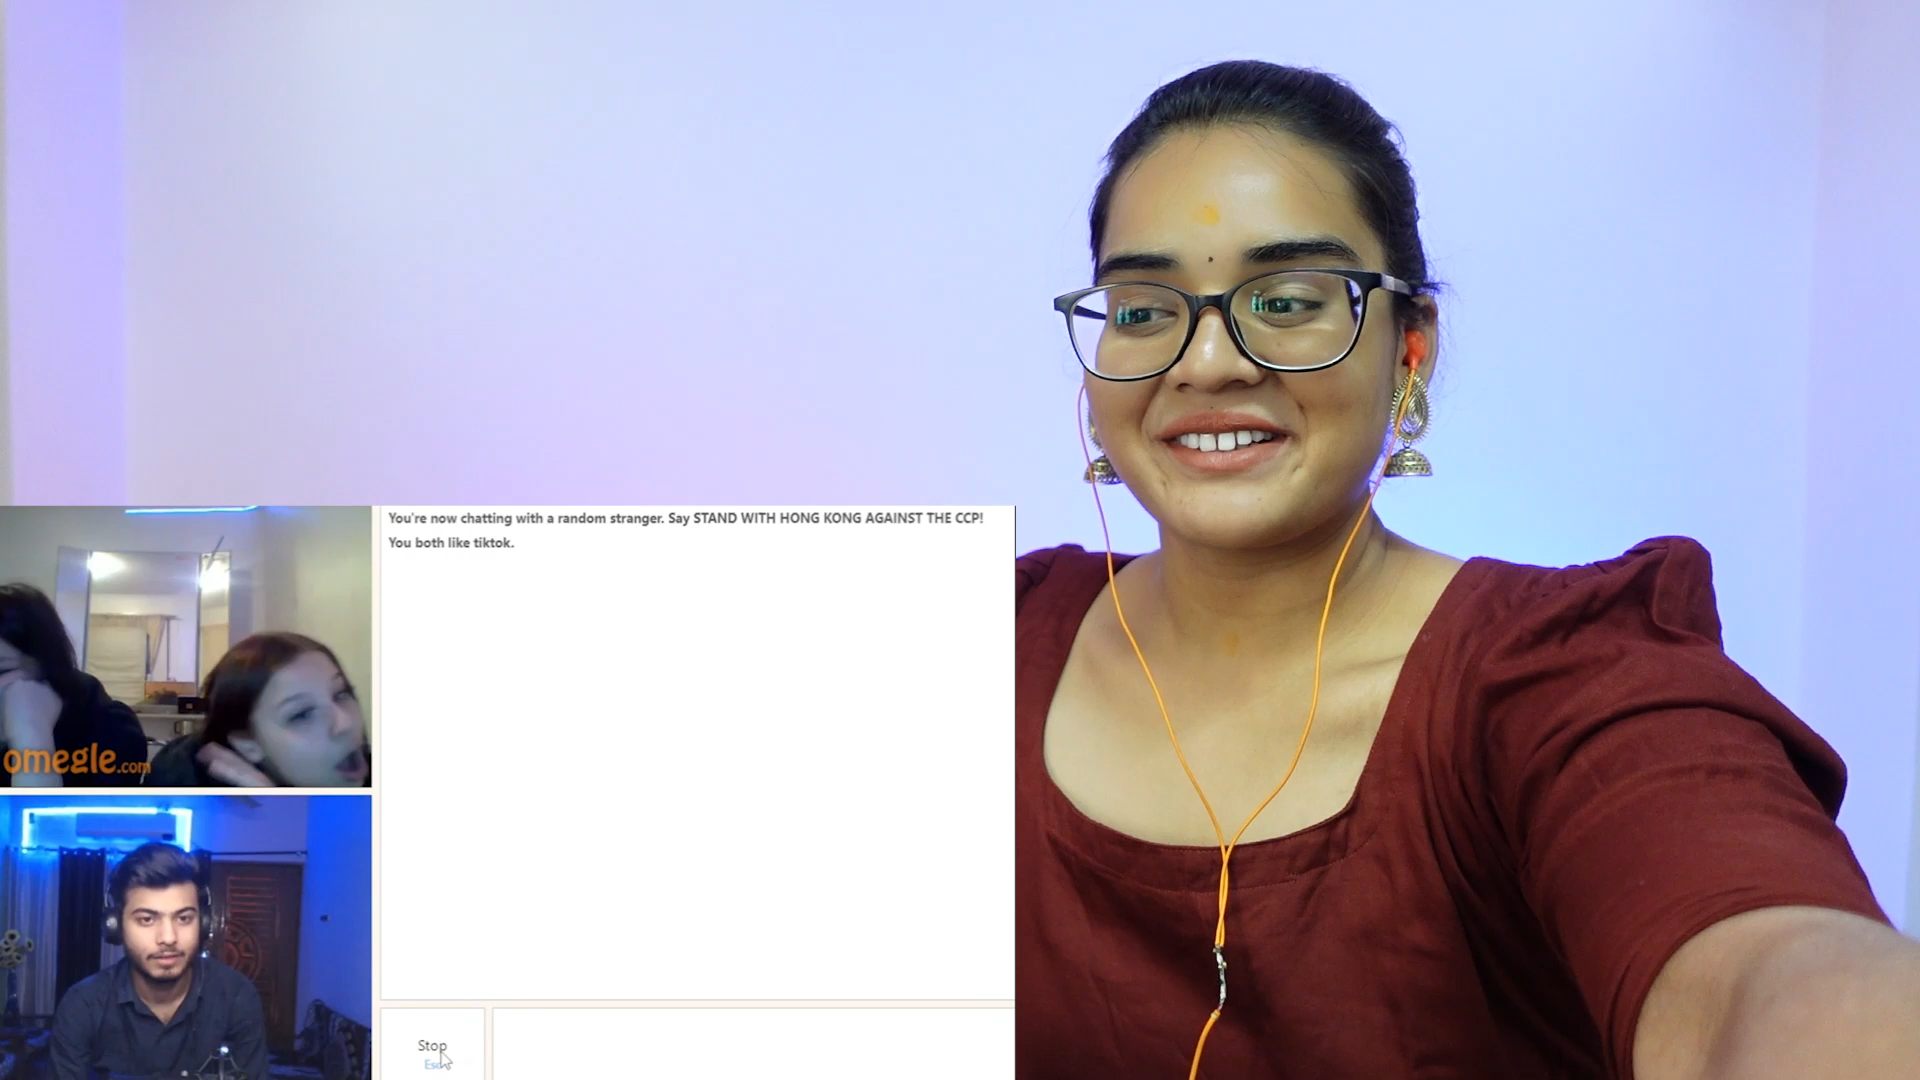 You're now chatting with a random stranger. Say STAND WITH HONG KONG AGAINST THE CCP!
You both like tiktok.
omegle.com
Stop
Esc